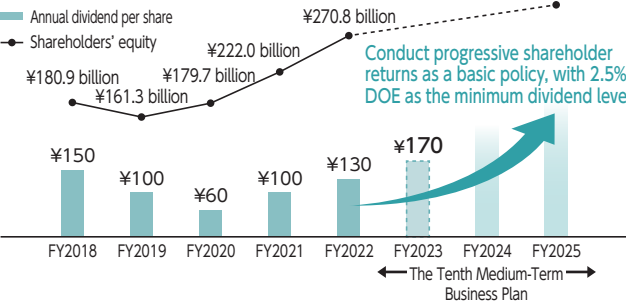 Annual dividend per share
Shareholders' equity
¥180.9 billion
¥161.3 billion
¥179.7 billion
¥222.0 billion
¥270.8 billion
Conduct progressive shareholder
returns as a basic policy, with 2.5%
DOE as the minimum dividend leve
¥150
¥100
¥60
¥100
¥130
¥170
FY2018 FY2019 FY2020 FY2021 FY2022 FY2023 FY2024 FY2025
The Tenth Medium-Term
Business Plan